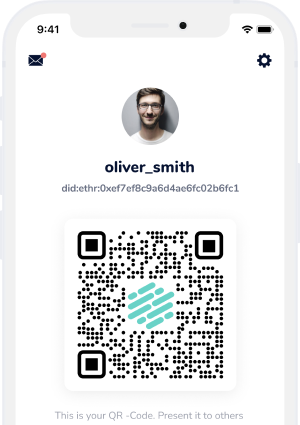 9:41
oliver_smith
did:ethr:0xef7ef8c9a6d4ae6fc02b6fc1
This is your QR -Code. Present it to others